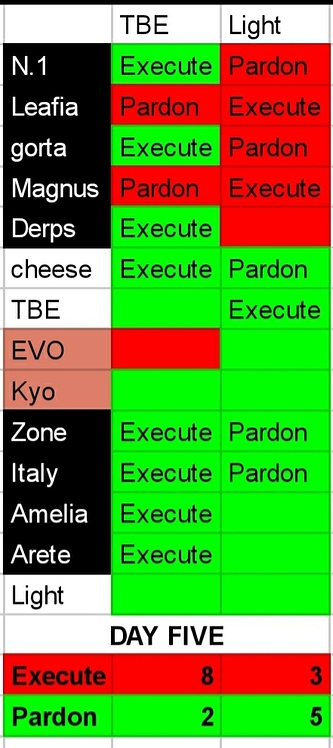 TBE Light
N.1 Execute Pardon
Leafia Pardon Execute
gorta Execute Pardon
Magnus Pardon Execute
Derps Execute
cheese Execute Pardon
TBE Execute
EVO
Kyo
Zone Execute Pardon
Italy Execute Pardon
Amelia Execute
Arete Execute
Light
DAY FIVE
Execute 8 3
Pardon 2 5